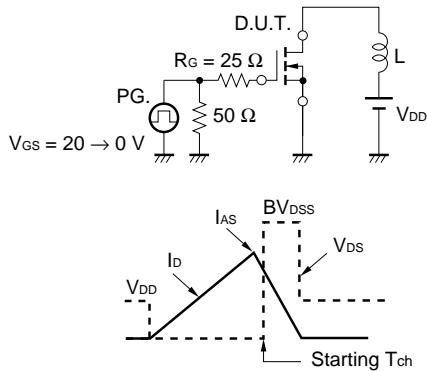 D.U.T.
RG = 25 Ω
L
PG.
50 Ω
VDD
VGS = 20 → 0 V
BVDSS
IAS
ID
VDS
VDD
Starting Tch